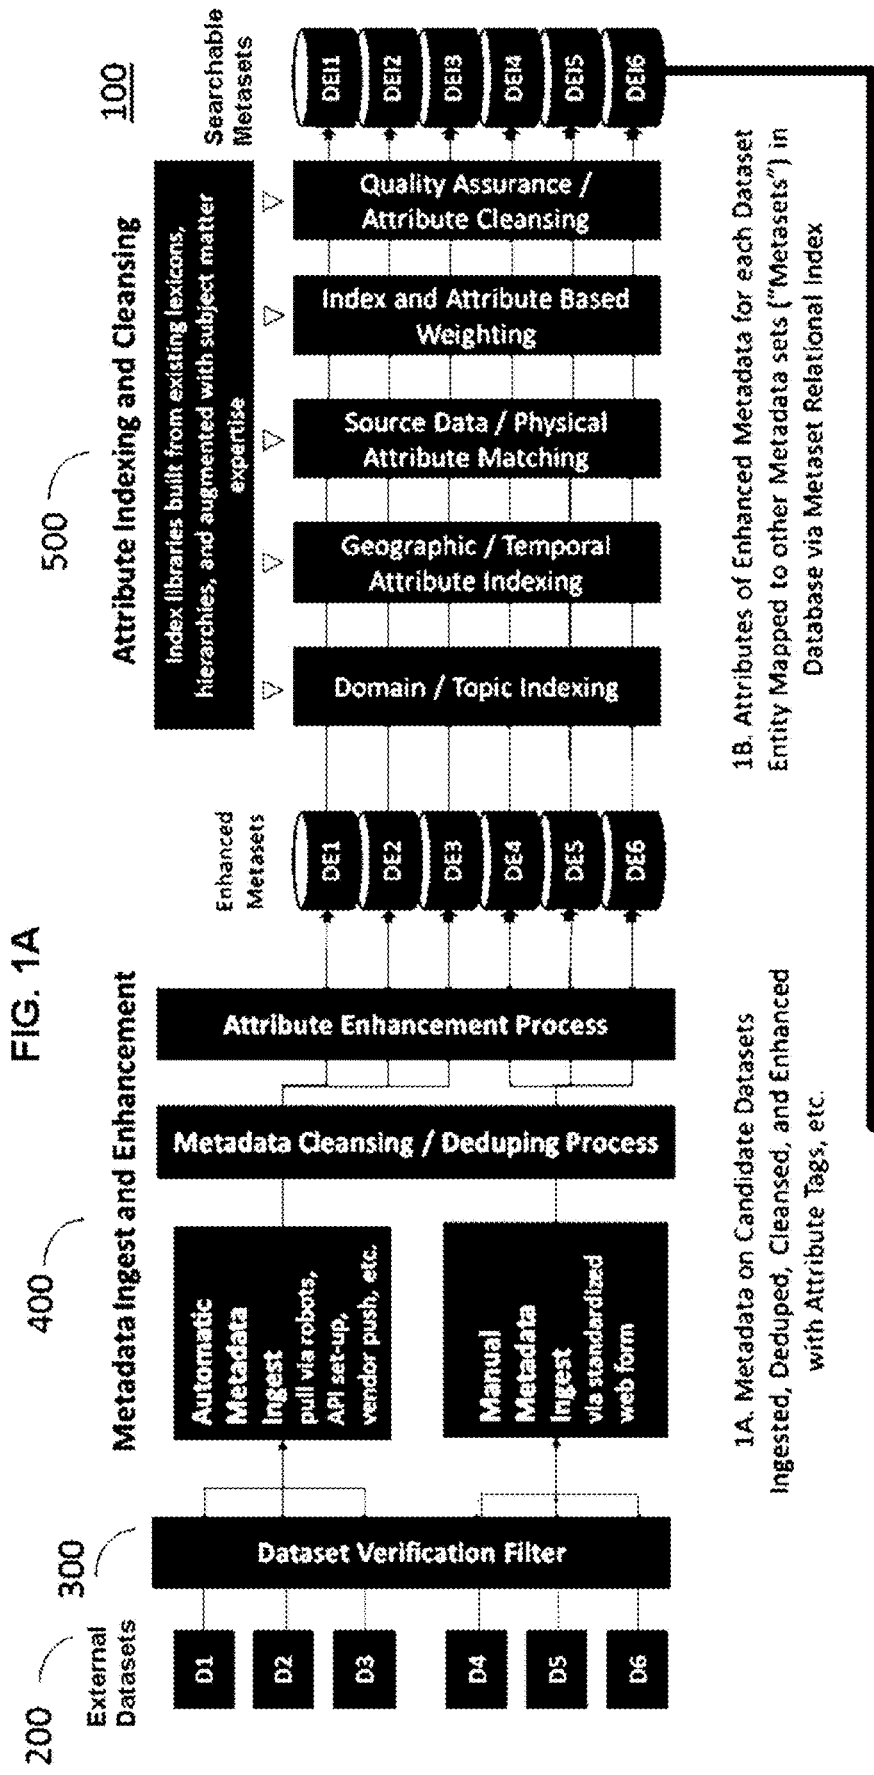 FIG. 1A
100
200
External
Datasets
D1
D2
D3
D4
D5
D6
300
Dataset Verification Filter
400
Metadata Ingest and Enhancement
Automatic
Metadata
Ingest
pull via robots,
API set-up,
vendor push, etc.
Manual
Metadata
Ingest
via standardized
web form
Metadata Cleansing / Deduping Process
Attribute Enhancement Process
Enhanced
Metasets
DE1
DE2
DE3
DE4
DE5
DE6
500
Attribute Indexing and Cleansing
Index libraries built from existing lexicons,
hierarchies, and augmented with subject matter
expertise
Domain / Topic Indexing
Geographic / Temporal
Attribute Indexing
Source Data / Physical
Attribute Matching
Index and Attribute Based
Weighting
Quality Assurance /
Attribute Cleansing
Searchable
Metasets
DEI1
DEI2
DEI3
DEI4
DEI5
DEI6
1A. Metadata on Candidate Datasets
Ingested, Deduped, Cleansed, and Enhanced
with Attribute Tags, etc.
1B. Attributes of Enhanced Metadata for each Dataset
Entity Mapped to other Metadata sets ("Metasets") in
Database via Metaset Relational Index